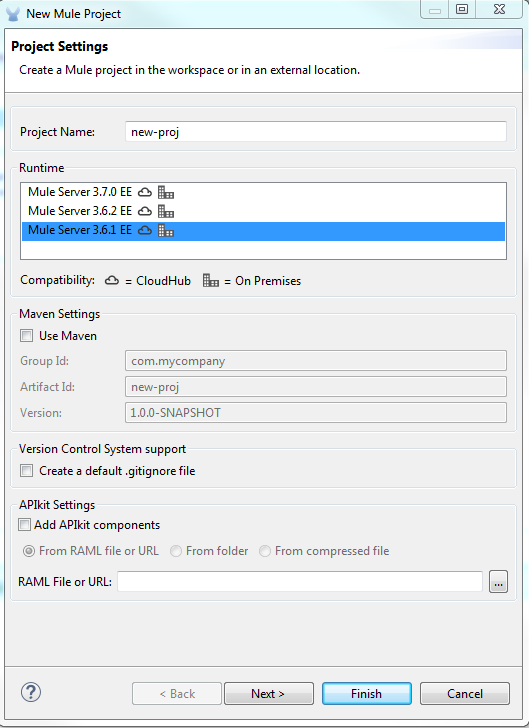 New Mule Project
Project Settings
Create a Mule project in the workspace or in an external location.
Project Name: new-proj
Runtime
Mule Server 3.7.0 EE
Mule Server 3.6.2 EE
Mule Server 3.6.1 EE
Compatibility: = CloudHub = On Premises
Maven Settings
Use Maven
Group Id: com.mycompany
Artifact Id: new-proj
Version: 1.0.0-SNAPSHOT
Version Control System support
Create a default .gitignore file
APIkit Settings
Add APIkit components
From RAML file or URL From folder From compressed file
RAML File or URL: ...
? < Back Next > Finish Cancel